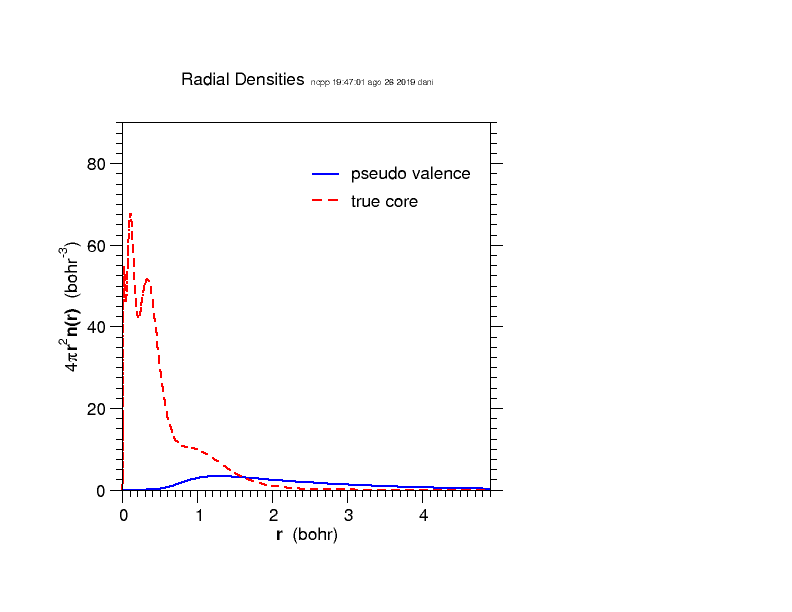 Radial Densities ncpp 19:47:01 ago 26 2019 dani
80
60
40
20
0
4πr²n(r) (bohr⁻³)
pseudo valence
true core
0 1 2 3 4
r (bohr)